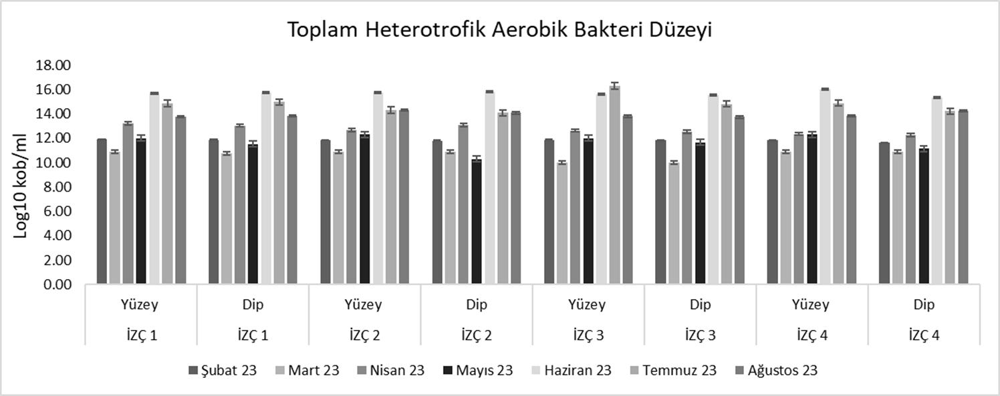 Toplam Heterotrofik Aerobik Bakteri Düzeyi
Log10 kob/ml
18.00
16.00
14.00
12.00
10.00
8.00
6.00
4.00
2.00
0.00
Yüzey Dip Yüzey Dip Yüzey Dip Yüzey Dip
İZÇ 1 İZÇ 1 İZÇ 2 İZÇ 2 İZÇ 3 İZÇ 3 İZÇ 4 İZÇ 4
Şubat 23 Mart 23 Nisan 23 Mayıs 23 Haziran 23 Temmuz 23 Ağustos 23